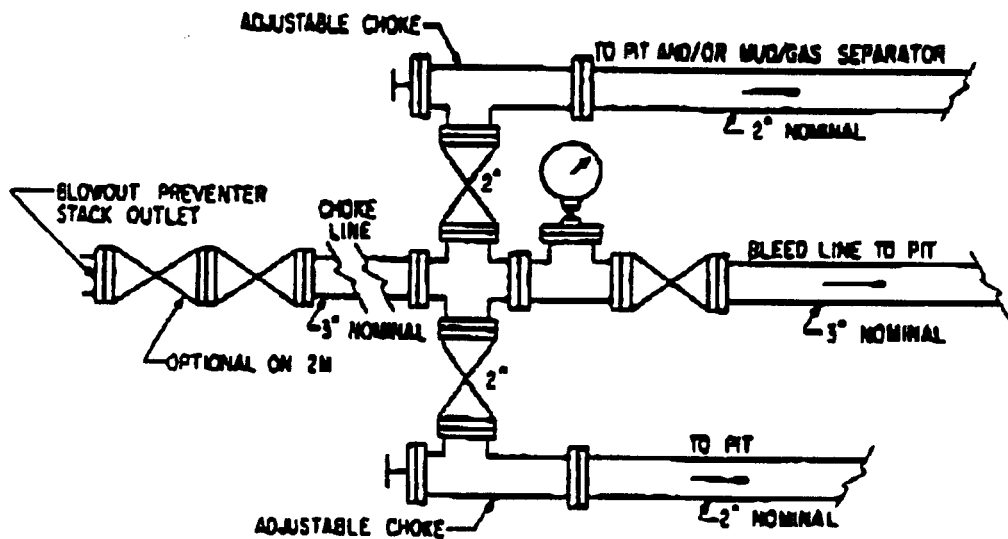 ADJUSTABLE CHOKE
TO PIT AND/OR MUD/GAS SEPARATOR
2" NOMINAL
2"
BLOWOUT PREVENTER
STACK OUTLET
CHOKE
LINE
BLEED LINE TO PIT
3" NOMINAL
3" NOMINAL
OPTIONAL ON 2M
2"
TO PIT
2" NOMINAL
ADJUSTABLE CHOKE